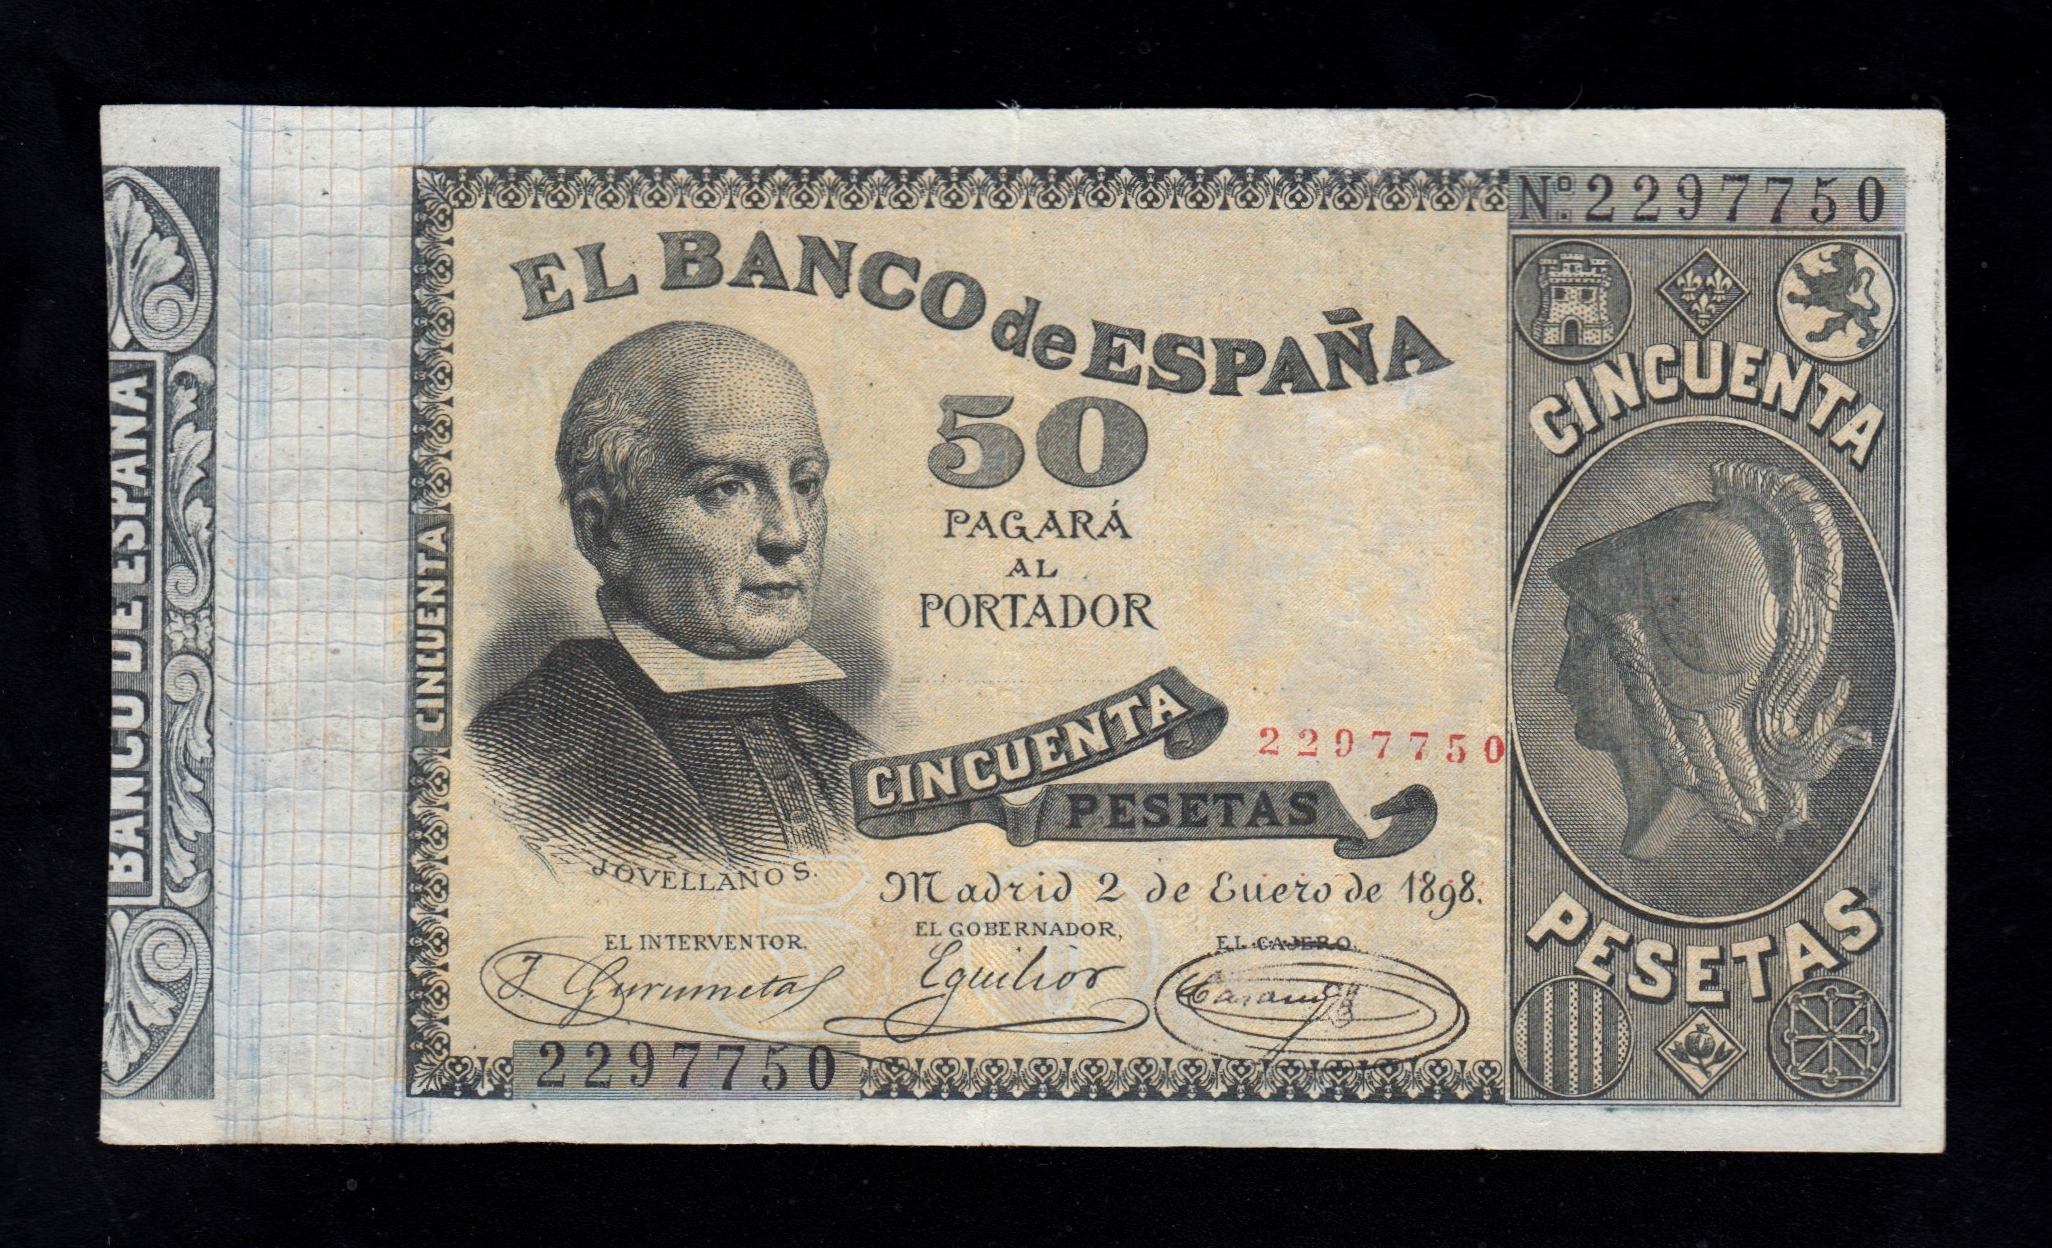 BANCO DE ESPAÑA
CINCUENTA
EL BANCO de ESPAÑA
50
PAGARÁ
AL
PORTADOR
CINCUENTA
2297750
PESETAS
JOVELLANOS.
Madrid 2 de Enero de 1898.
EL INTERVENTOR,
EL GOBERNADOR,
EL CAJERO,
2297750
Nº 2297750
CINCUENTA
PESETAS
50